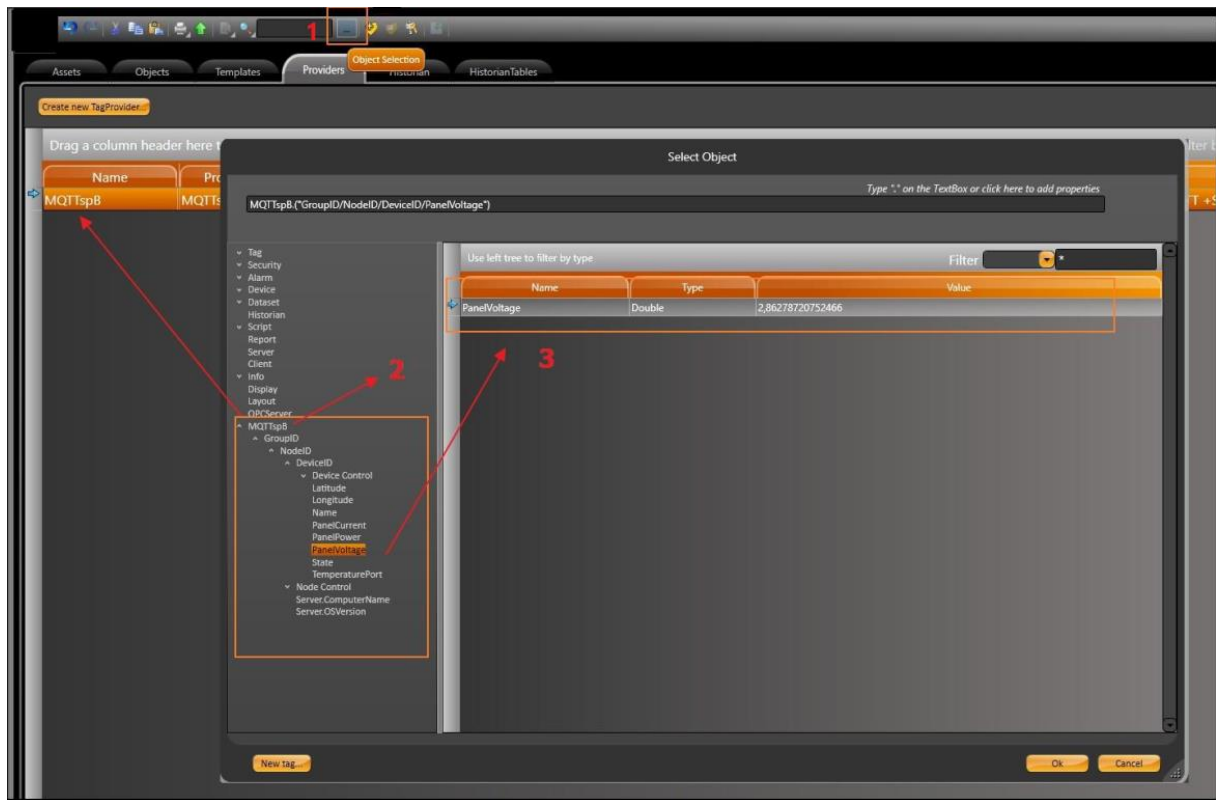 1
Object Selection
Assets
Objects
Templates
Providers
Historian
HistorianTables
Create new TagProvider...
Drag a column header here t
Name
Pro
MQTTspB
MQTTs
lter b
T +S
Select Object
Type "." on the TextBox or click here to add properties
MQTTspB.("GroupID/NodeID/DeviceID/PanelVoltage")
Tag
Security
Alarm
Device
Dataset
Historian
Script
Report
Server
Client
Info
Display
Layout
OPCServer
MQTTspB
GroupID
NodeID
DeviceID
Device Control
Latitude
Longitude
Name
PanelCurrent
PanelPower
PanelVoltage
State
TemperaturePort
Node Control
Server.ComputerName
Server.OSVersion
2
Use left tree to filter by type
Filter
*
Name
Type
Value
PanelVoltage
Double
2,86278720752466
3
New tag...
Ok
Cancel